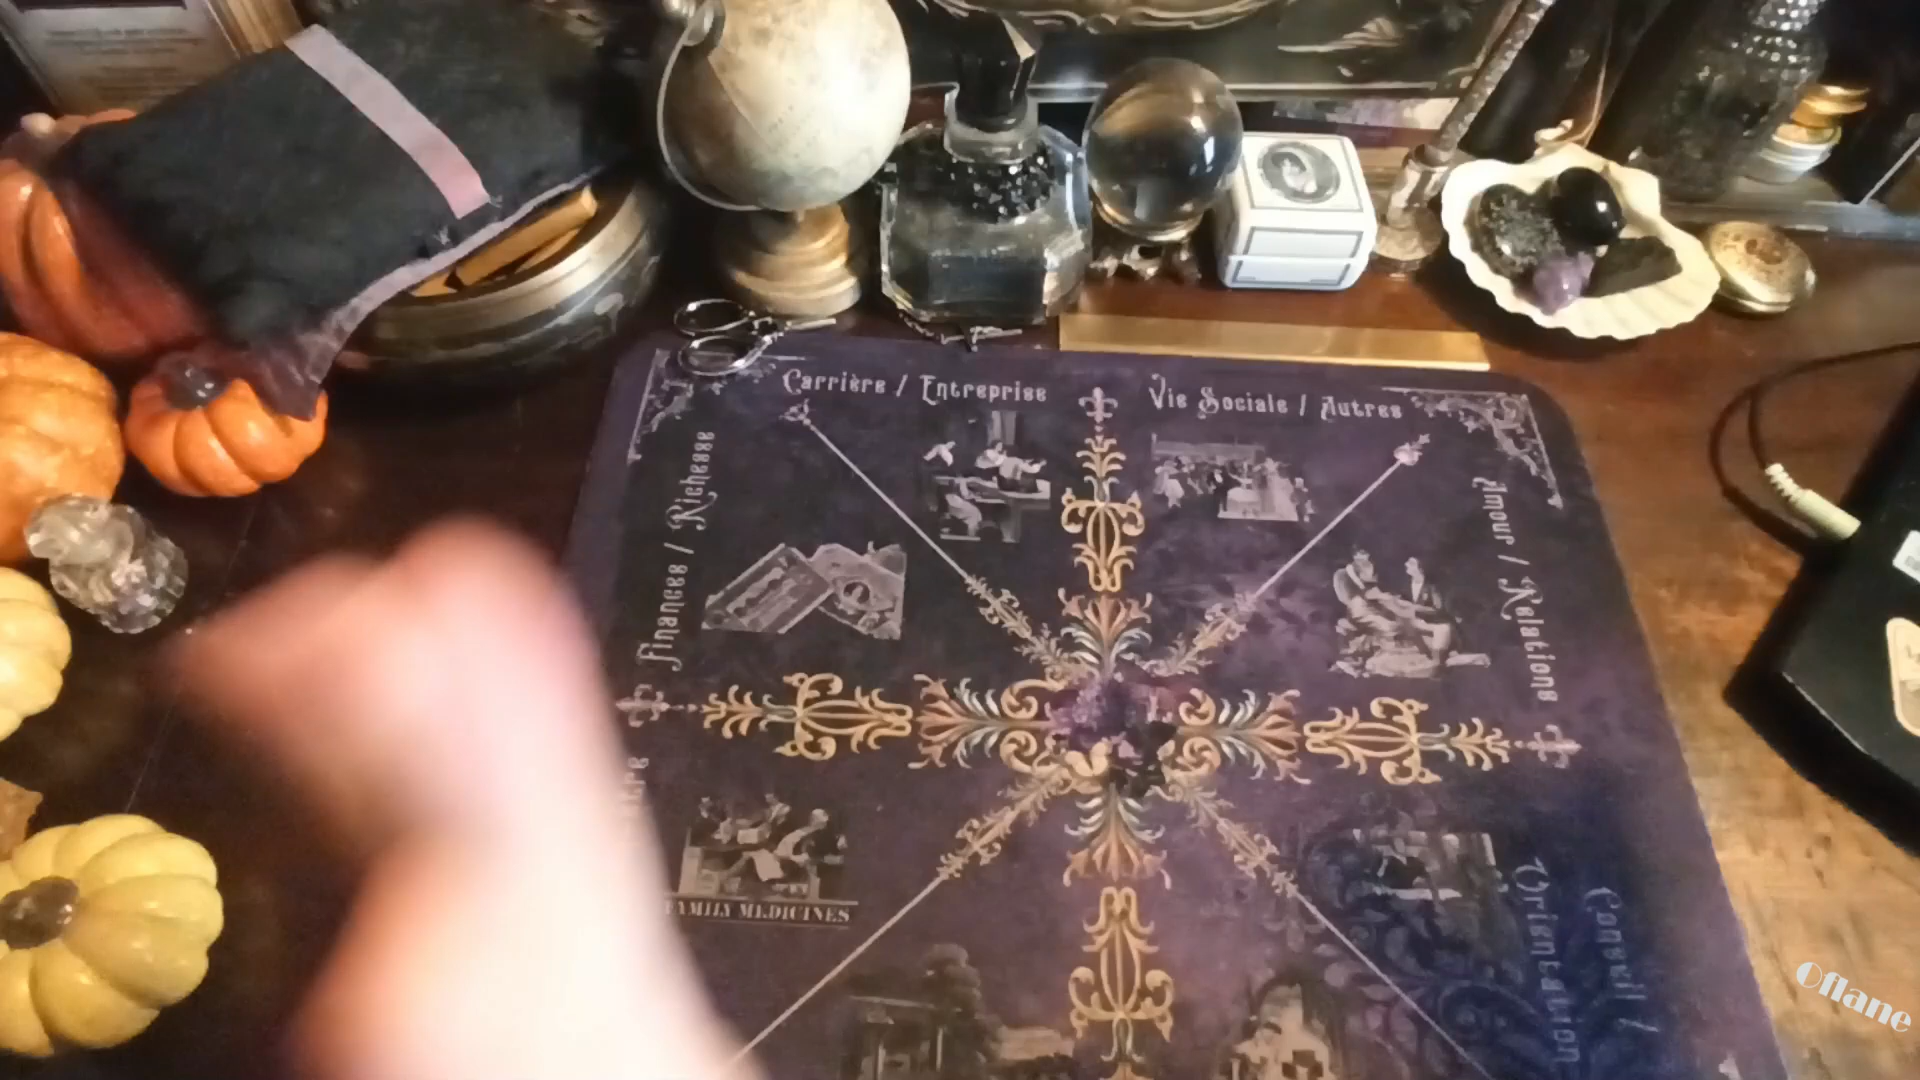 Carrière / Entreprise
Vie Sociale / Autres
Finances / Richesse
Amour / Relations
FAMILY MEDICINES
Conseil /
Orientation
Oflane